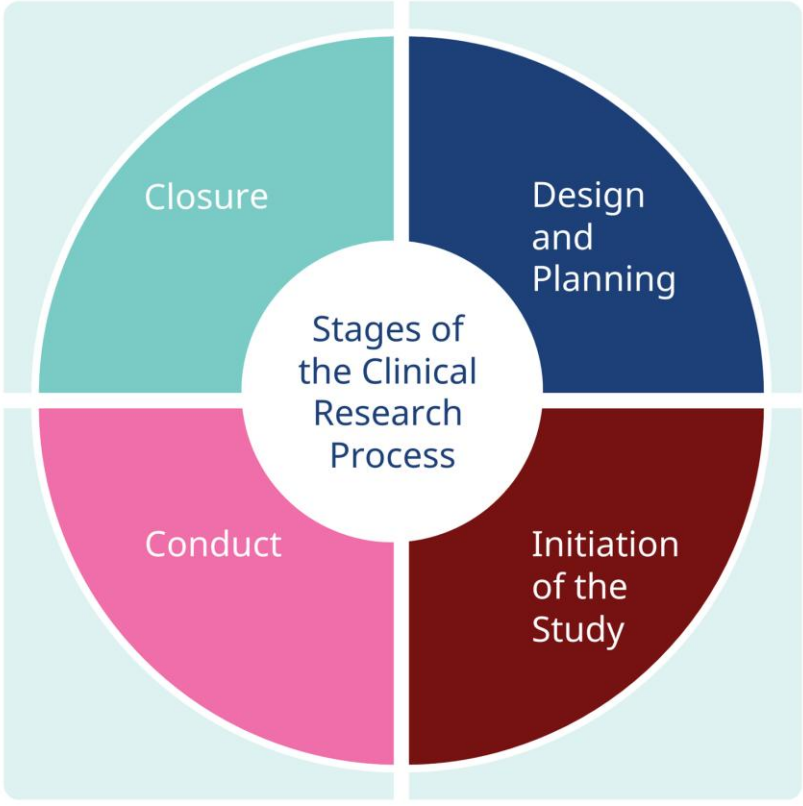 Closure
Design
and
Planning
Stages of
the Clinical
Research
Process
Conduct
Initiation
of the
Study